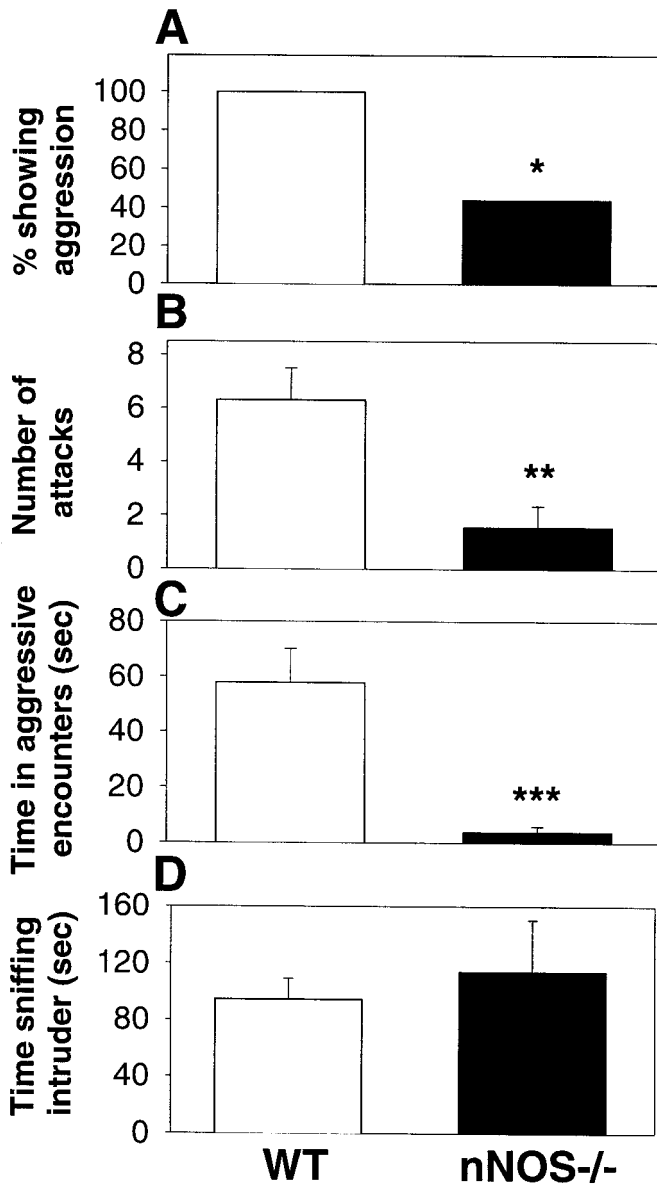 A
% showing
aggression
100
80
60
40
20
0
*
B
Number of
attacks
8
6
4
2
0
**
C
Time in aggressive
encounters (sec)
80
60
40
20
0
***
D
Time sniffing
intruder (sec)
160
120
80
40
0
WT
nNOS-/-